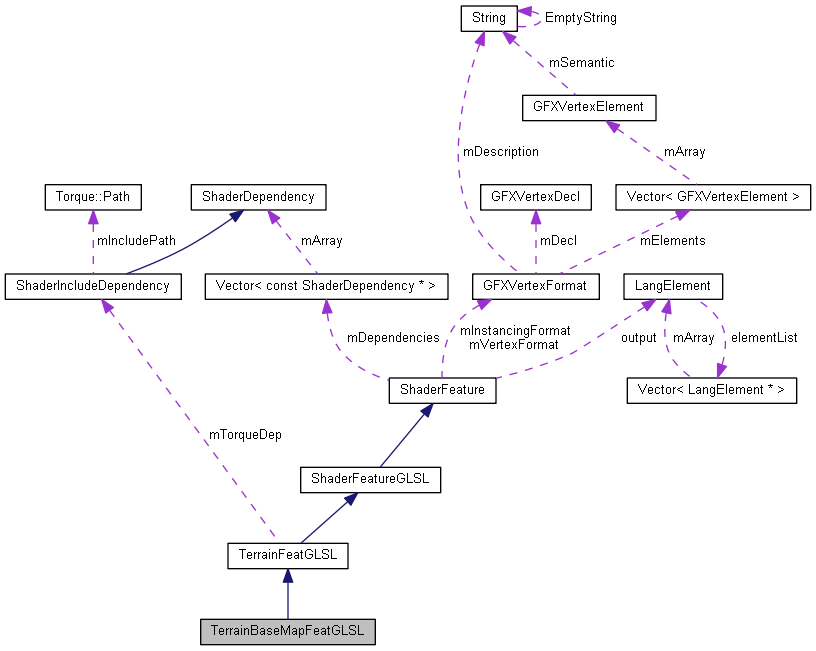 String
EmptyString
mSemantic
GFXVertexElement
mDescription
mArray
Torque::Path
ShaderDependency
GFXVertexDecl
Vector< GFXVertexElement >
mIncludePath
mArray
mDecl
mElements
ShaderIncludeDependency
Vector< const ShaderDependency * >
GFXVertexFormat
LangElement
mDependencies
mInstancingFormat
mVertexFormat
output
mArray
elementList
ShaderFeature
Vector< LangElement * >
mTorqueDep
ShaderFeatureGLSL
TerrainFeatGLSL
TerrainBaseMapFeatGLSL